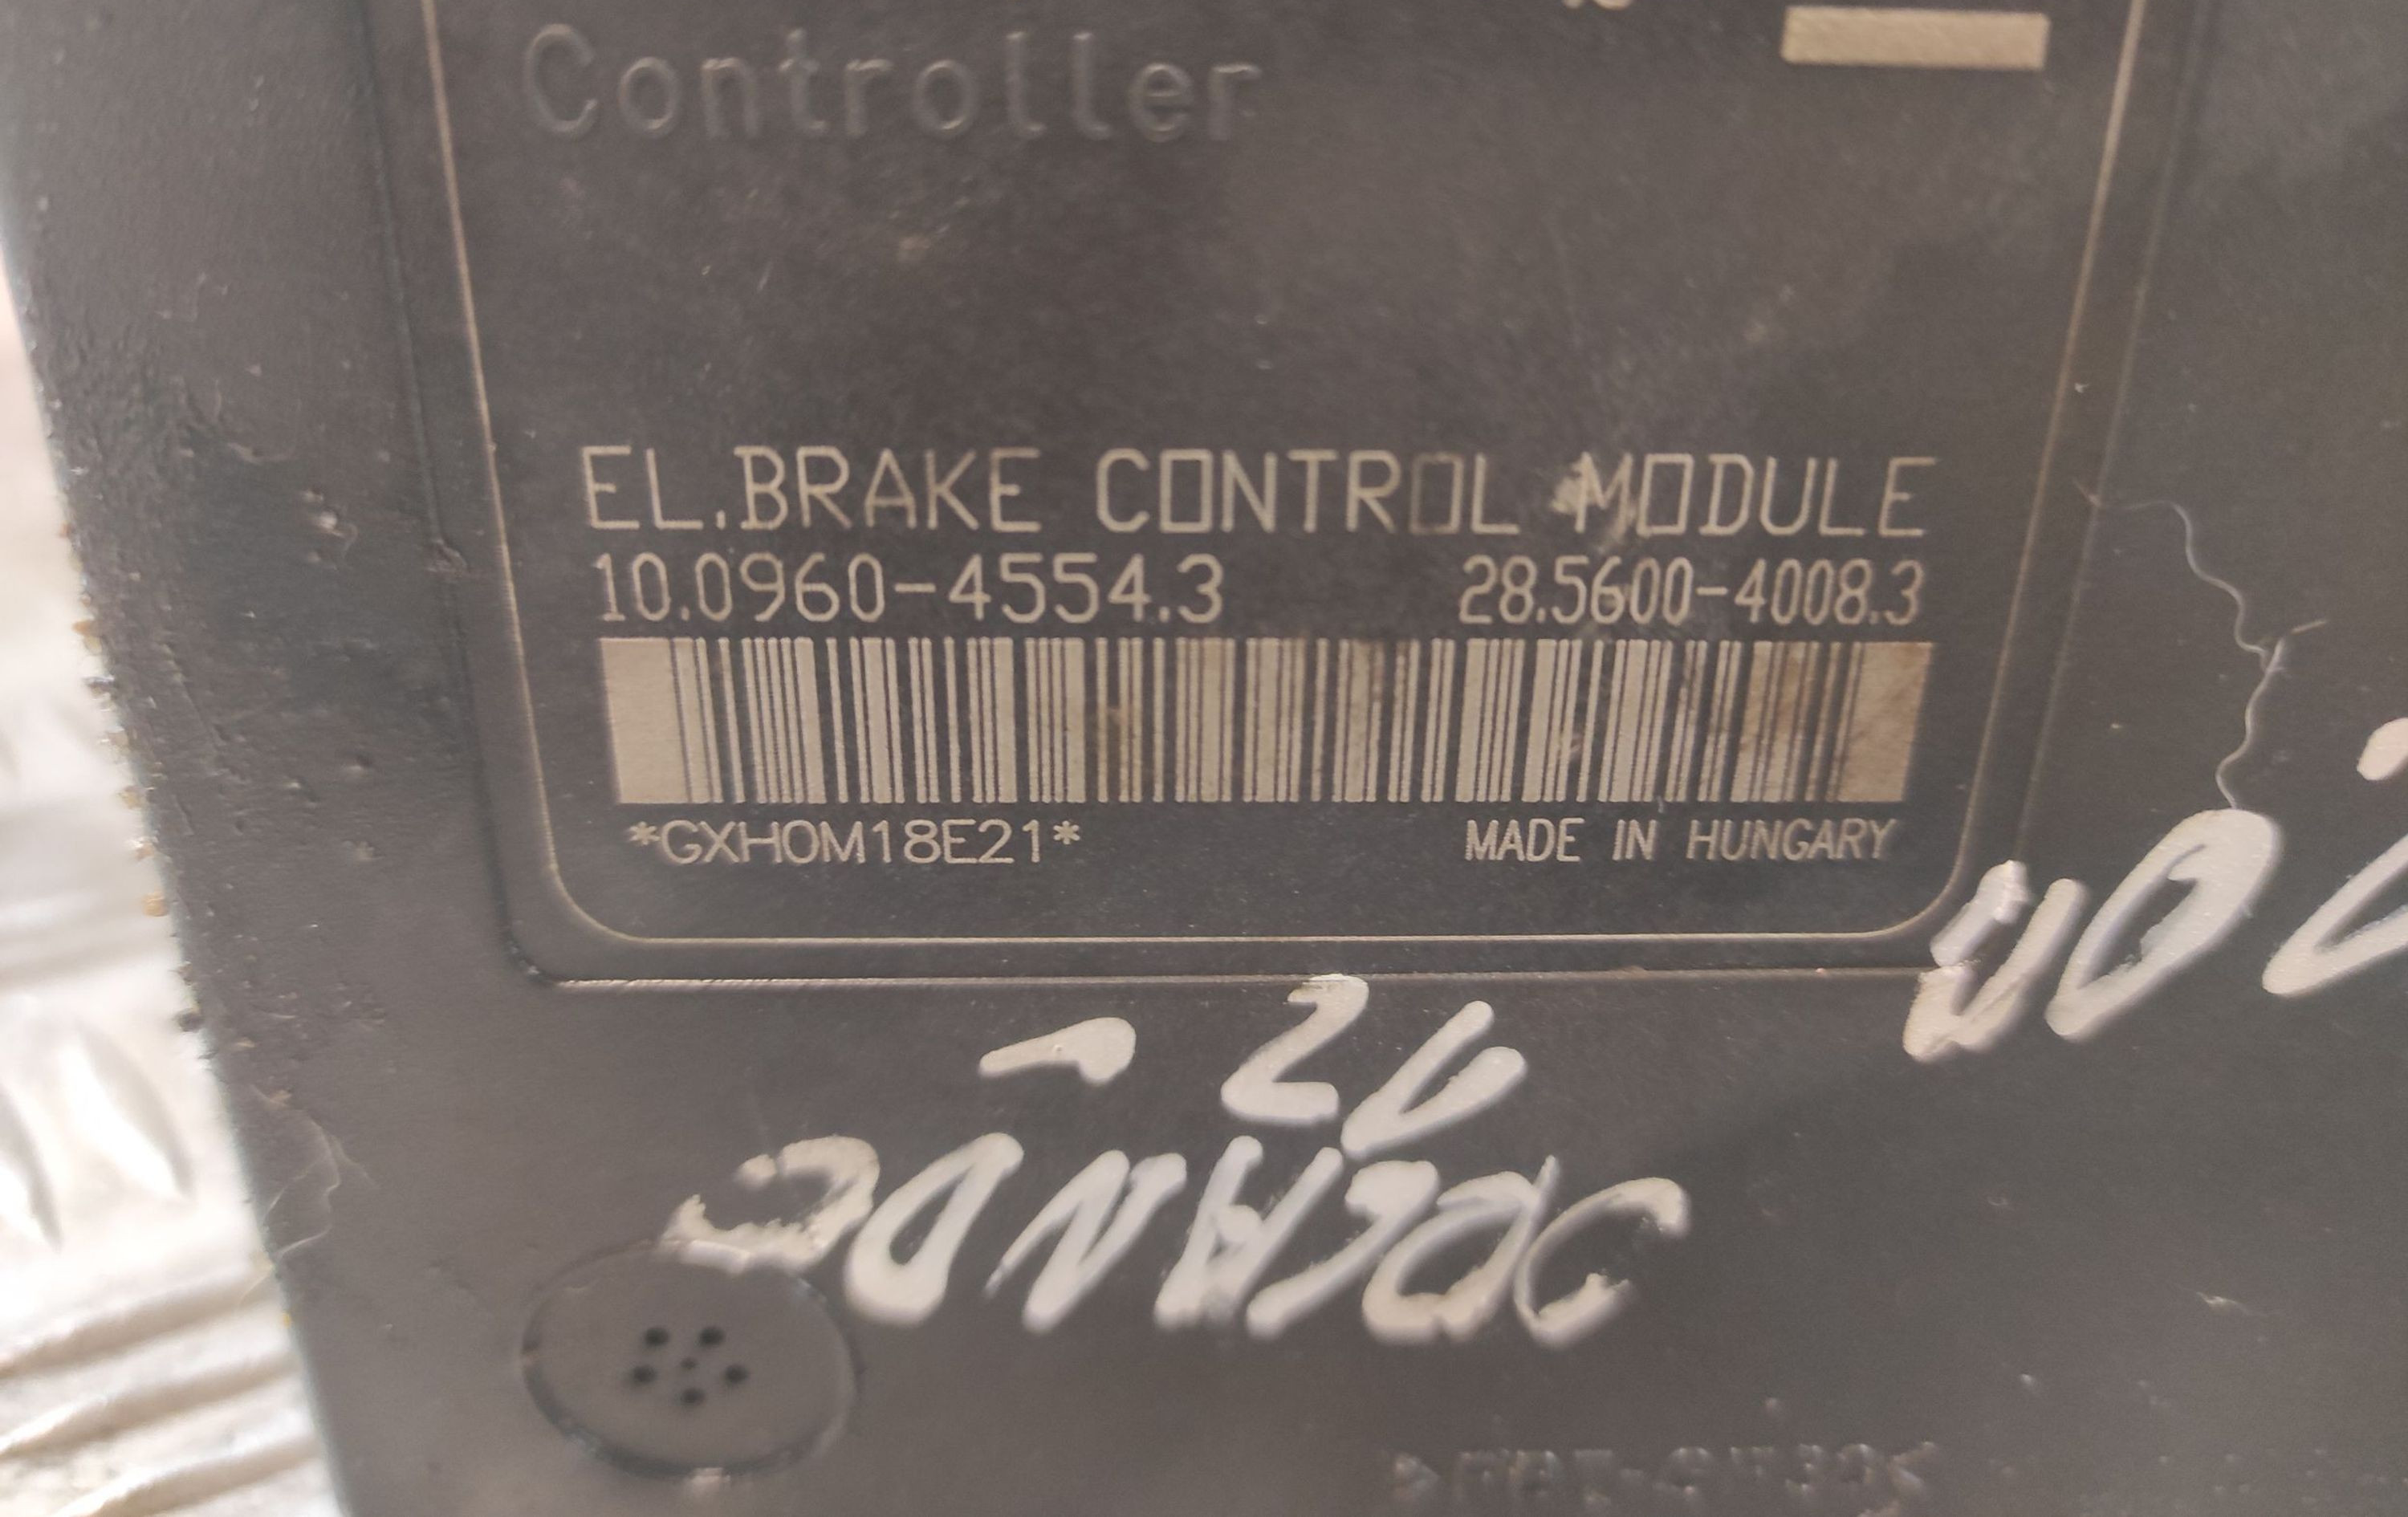 Controller
EL.BRAKE CONTROL MODULE
10.0960-4554.3 28.5600-4008.3
*GXH0M18E21*
MADE IN HUNGARY